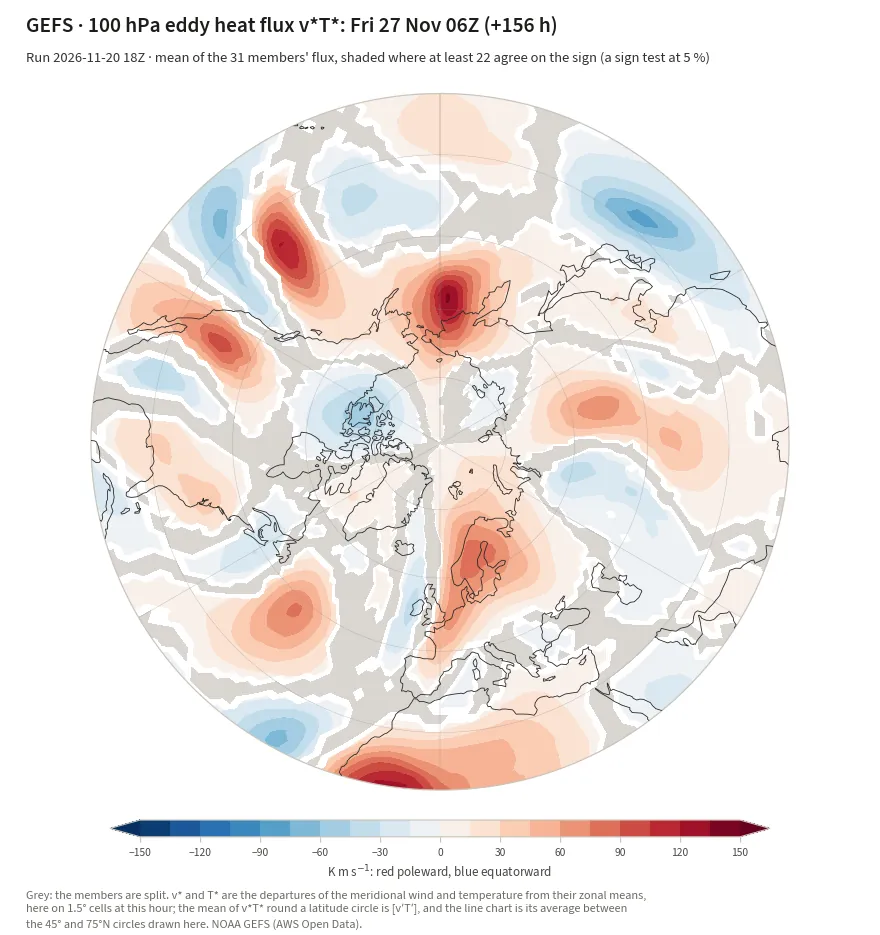 GEFS · 100 hPa eddy heat flux v*T*: Fri 27 Nov 06Z (+156 h)
Run 2026-11-20 18Z · mean of the 31 members' flux, shaded where at least 22 agree on the sign (a sign test at 5 %)
−150 −120 −90 −60 −30 0 30 60 90 120 150
K m s⁻¹: red poleward, blue equatorward
Grey: the members are split. v* and T* are the departures of the meridional wind and temperature from their zonal means,
here on 1.5° cells at this hour; the mean of v*T* round a latitude circle is [v'T'], and the line chart is its average between
the 45° and 75°N circles drawn here. NOAA GEFS (AWS Open Data).